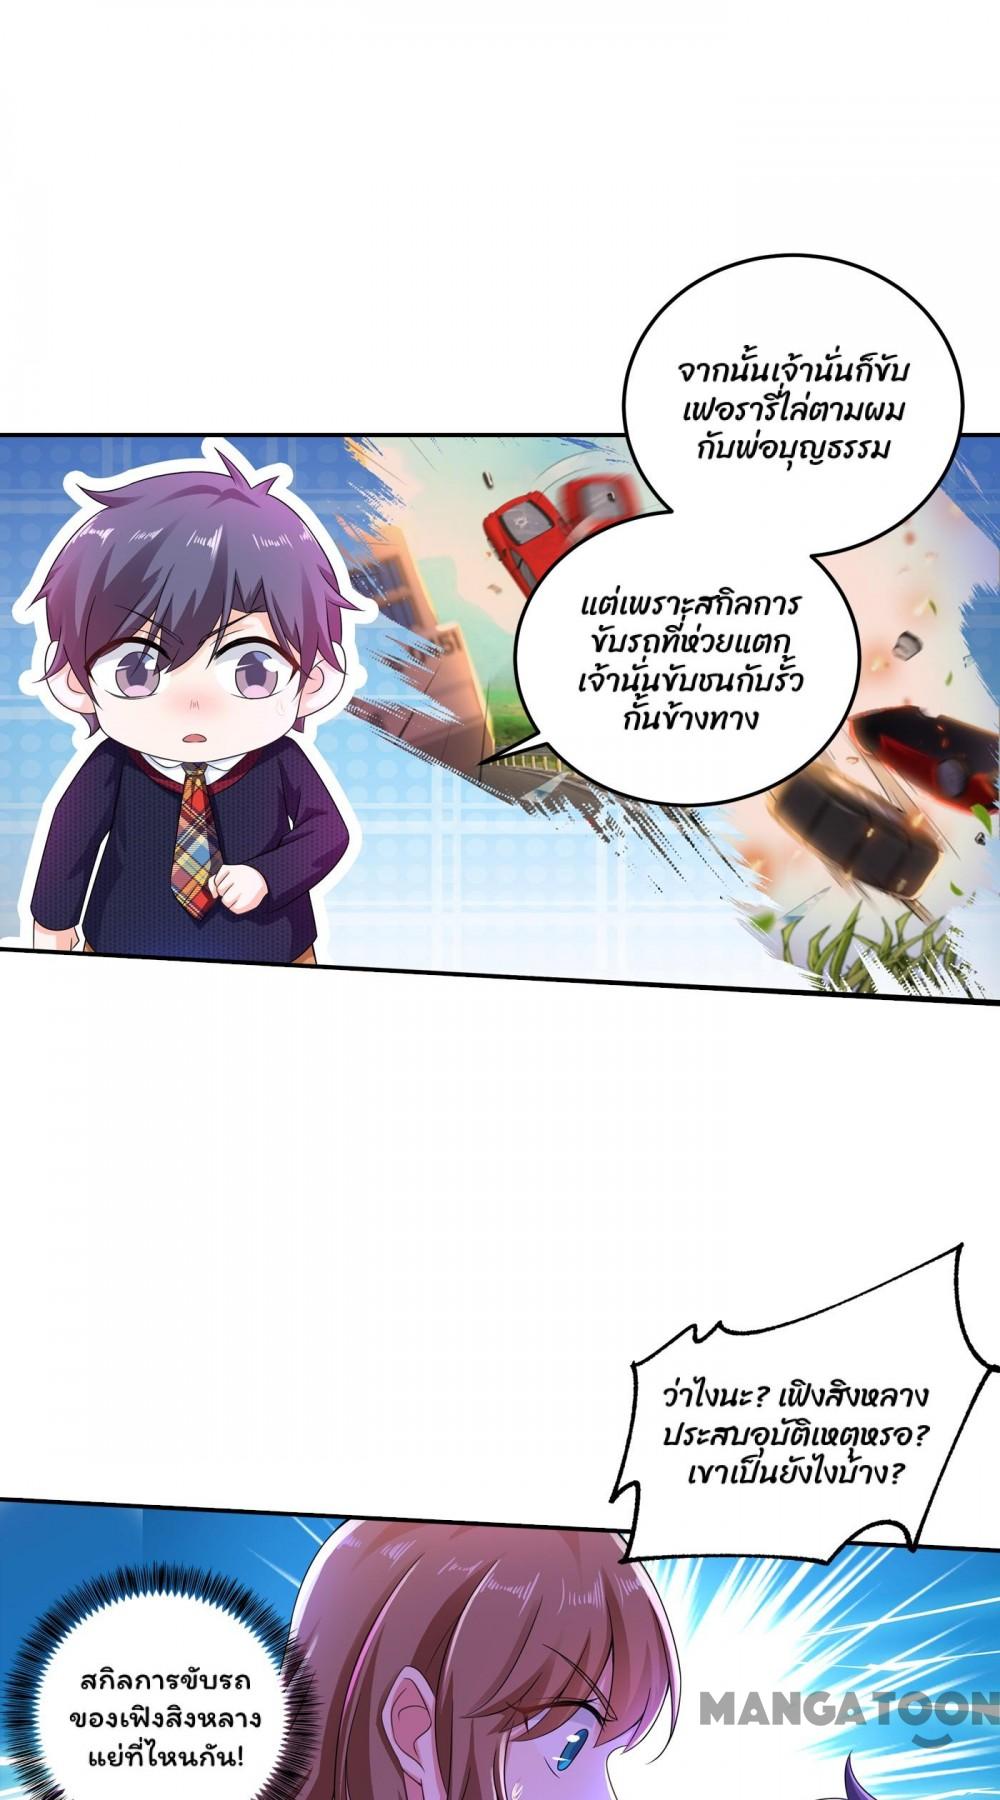 จากนั้นเจ้านั่นก็ขับ
เฟอรารี่ไล่ตามผม
กับพ่อบุญธรรม
แต่เพราะสกิลการ
ขับรถที่ห่วยแตก
เจ้านั่นขับชนกับรั้ว
กั้นข้างทาง
ว่าไงนะ? เฟิงสิงหลาง
ประสบอุบัติเหตุหรอ?
เขาเป็นยังไงบ้าง?
สกิลการขับรถ
ของเฟิงสิงหลาง
แย่ที่ไหนกัน!
MANGATOON